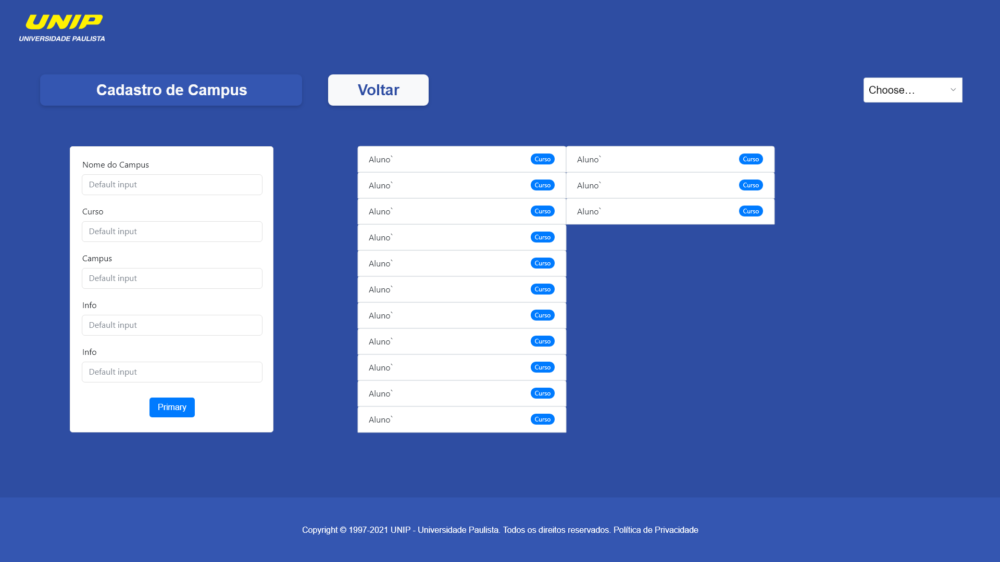 UNIP
UNIVERSIDADE PAULISTA
Cadastro de Campus
Voltar
Choose...
Nome do Campus
Default input
Curso
Default input
Campus
Default input
Info
Default input
Info
Default input
Primary
Aluno` Curso
Aluno` Curso
Aluno` Curso
Aluno` Curso
Aluno` Curso
Aluno` Curso
Aluno` Curso
Aluno` Curso
Aluno` Curso
Aluno` Curso
Aluno` Curso
Aluno` Curso
Aluno` Curso
Aluno` Curso
Copyright © 1997-2021 UNIP - Universidade Paulista. Todos os direitos reservados. Política de Privacidade